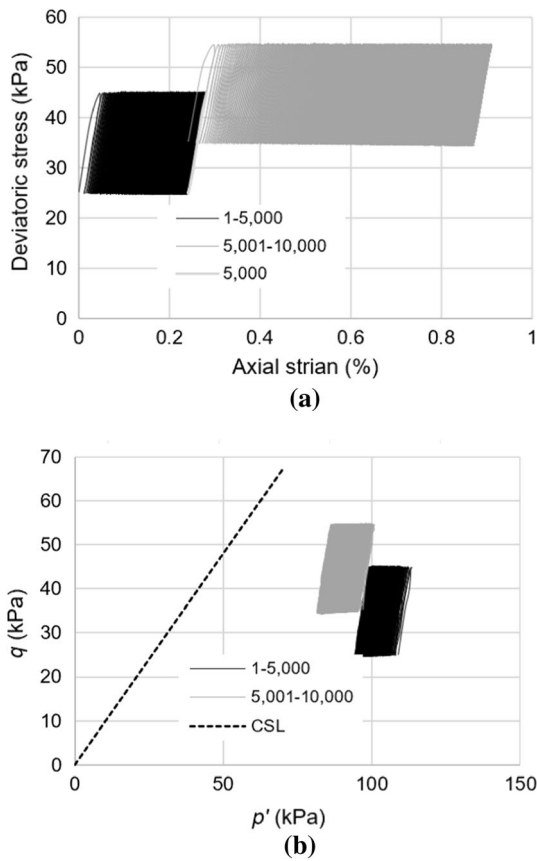 60
50
40
30
20
10
0
Deviatoric stress (kPa)
1-5,000
5,001-10,000
5,000
0 0.2 0.4 0.6 0.8 1
Axial strian (%)
(a)
70
60
50
40
30
20
10
0
q (kPa)
1-5,000
5,001-10,000
CSL
0 50 100 150
p' (kPa)
(b)